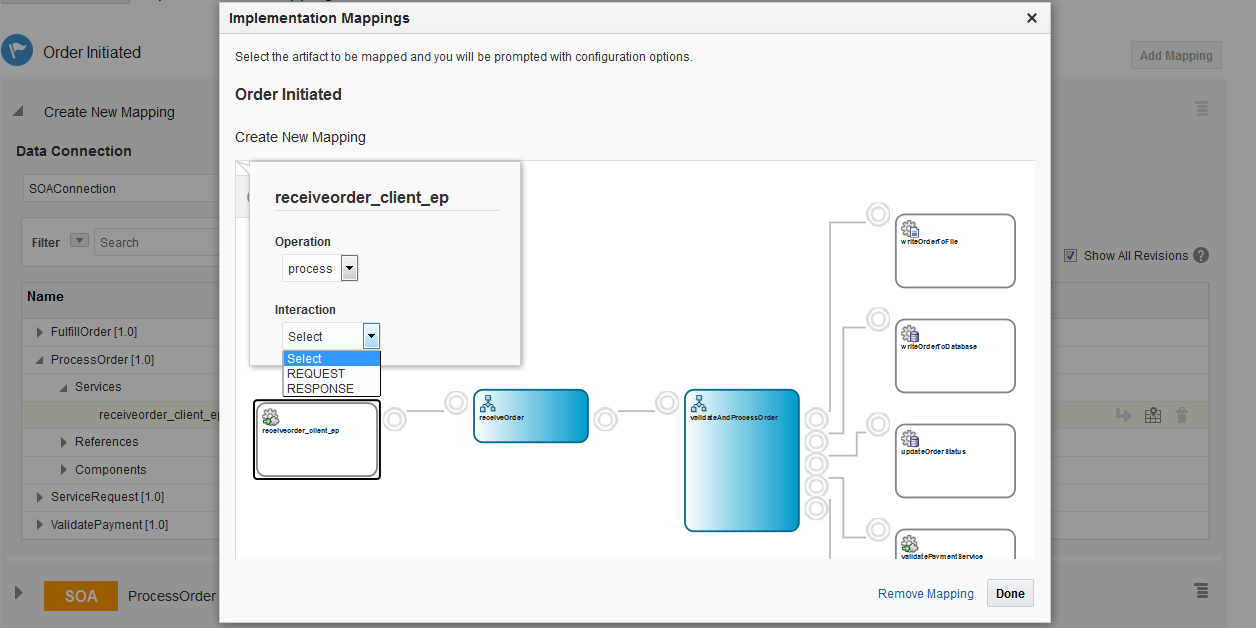 Implementation Mappings
Select the artifact to be mapped and you will be prompted with configuration options.
Order Initiated
Create New Mapping
receiveorder_client_ep
Operation
process
Interaction
Select
Select
REQUEST
RESPONSE
receiveorder_client_ep
receiveOrder
validateAndProcessOrder
writeOrderToFile
writeOrderToDatabase
updateOrderStatus
validatePaymentService
Remove Mapping
Done
Order Initiated
Add Mapping
Create New Mapping
Data Connection
SOAConnection
Filter
Search
Show All Revisions
Name
FulfillOrder [1.0]
ProcessOrder [1.0]
Services
receiveorder_client_ep
References
Components
ServiceRequest [1.0]
ValidatePayment [1.0]
SOA ProcessOrder